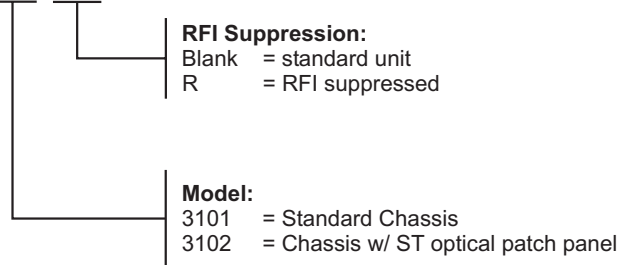 RFI Suppression:
Blank = standard unit
R = RFI suppressed
Model:
3101 = Standard Chassis
3102 = Chassis w/ ST optical patch panel